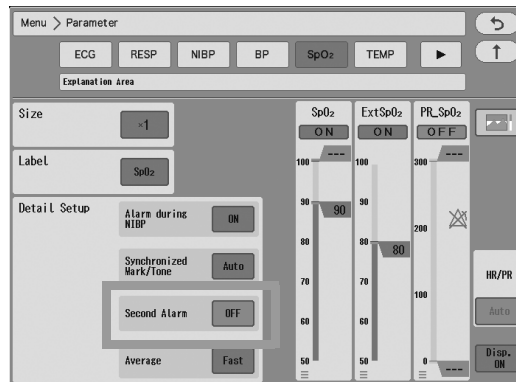 Menu > Parameter
ECG RESP NIBP BP SpO₂ TEMP
Explanation Area
Size ×1
Label SpO₂
Detail Setup
Alarm during NIBP ON
Synchronized Mark/Tone Auto
Second Alarm OFF
Average Fast
SpO₂ ExtSpO₂ PR_SpO₂
ON ON OFF
--- --- ---
100 100 300
90 90 90
200
80 80 80
70 70
100
60 60
50 50 0 ---
HR/PR
Auto
Disp. ON